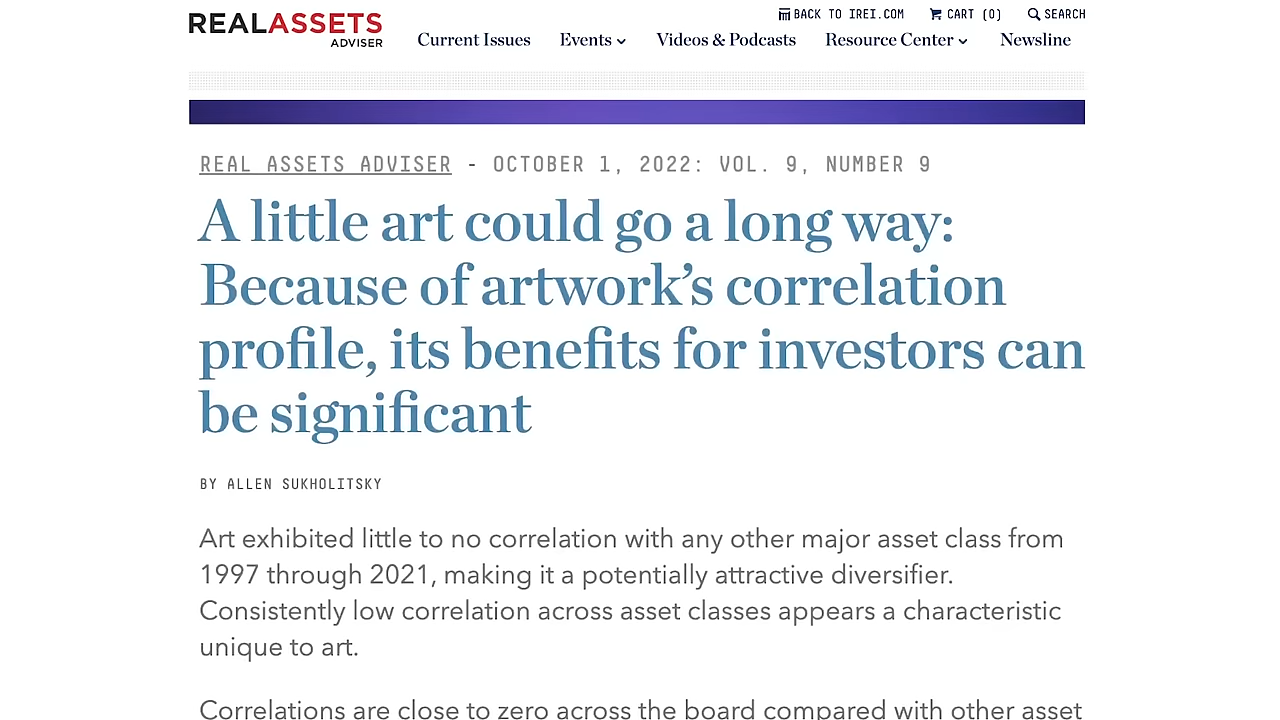 BACK TO IREI.COM CART (0) SEARCH
REALASSETS
ADVISER
Current Issues Events Videos & Podcasts Resource Center Newsline
REAL ASSETS ADVISER - OCTOBER 1, 2022: VOL. 9, NUMBER 9
A little art could go a long way:
Because of artwork’s correlation
profile, its benefits for investors can
be significant
BY ALLEN SUKHOLITSKY
Art exhibited little to no correlation with any other major asset class from
1997 through 2021, making it a potentially attractive diversifier.
Consistently low correlation across asset classes appears a characteristic
unique to art.
Correlations are close to zero across the board compared with other asset